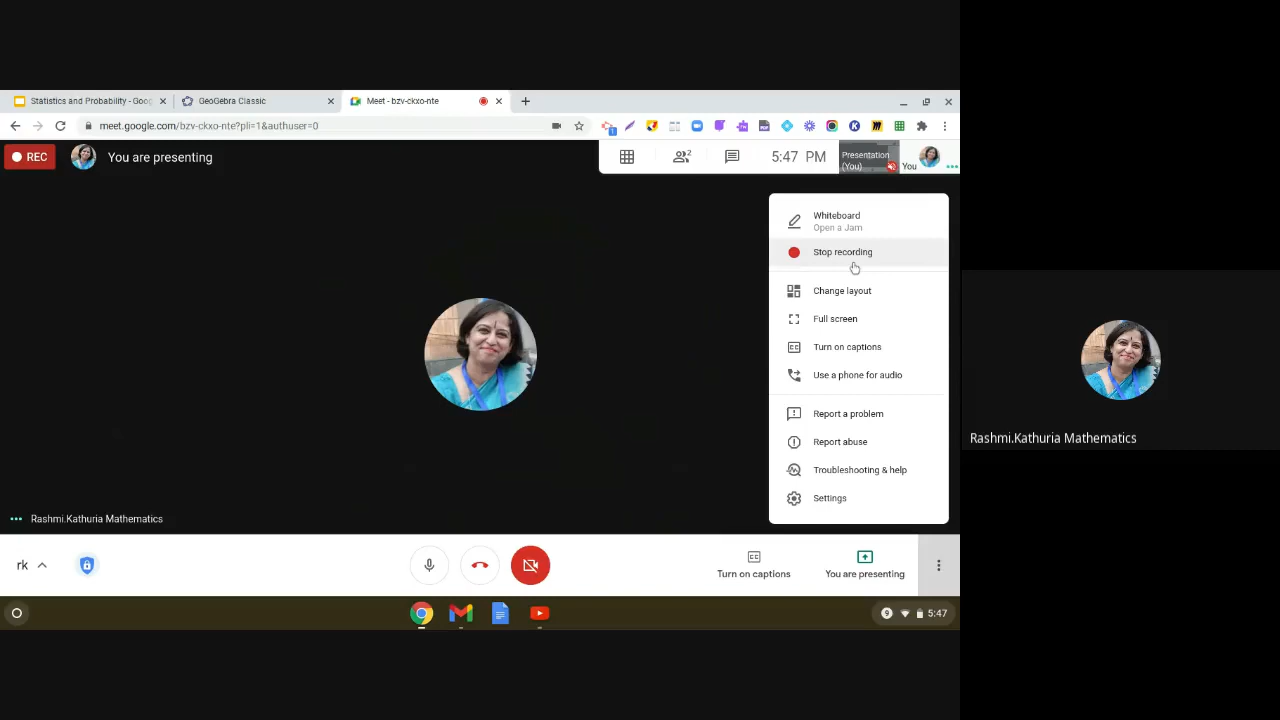 Statistics and Probability - Goog
GeoGebra Classic
Meet - bzv-ckxo-nte
meet.google.com/bzv-ckxo-nte?pli=1&authuser=0
REC
You are presenting
2
5:47 PM
Presentation
(You)
You
Whiteboard
Open a Jam
Stop recording
Change layout
Full screen
Turn on captions
Use a phone for audio
Report a problem
Report abuse
Troubleshooting & help
Settings
Rashmi.Kathuria Mathematics
Rashmi.Kathuria Mathematics
rk
Turn on captions
You are presenting
9
5:47